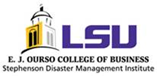 LSU
E. J. OURSO COLLEGE OF BUSINESS
Stephenson Disaster Management Institute